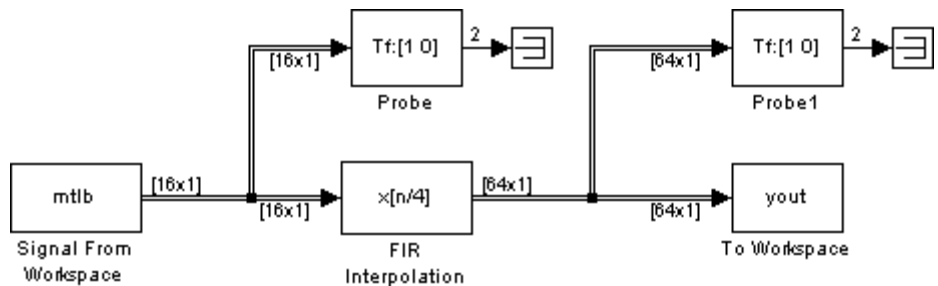 Tf:[1 0]
2
[16x1]
Probe
Tf:[1 0]
2
[64x1]
Probe1
mtlb
[16x1]
[16x1]
Signal From
Workspace
x[n/4]
[64x1]
FIR
Interpolation
[64x1]
yout
To Workspace